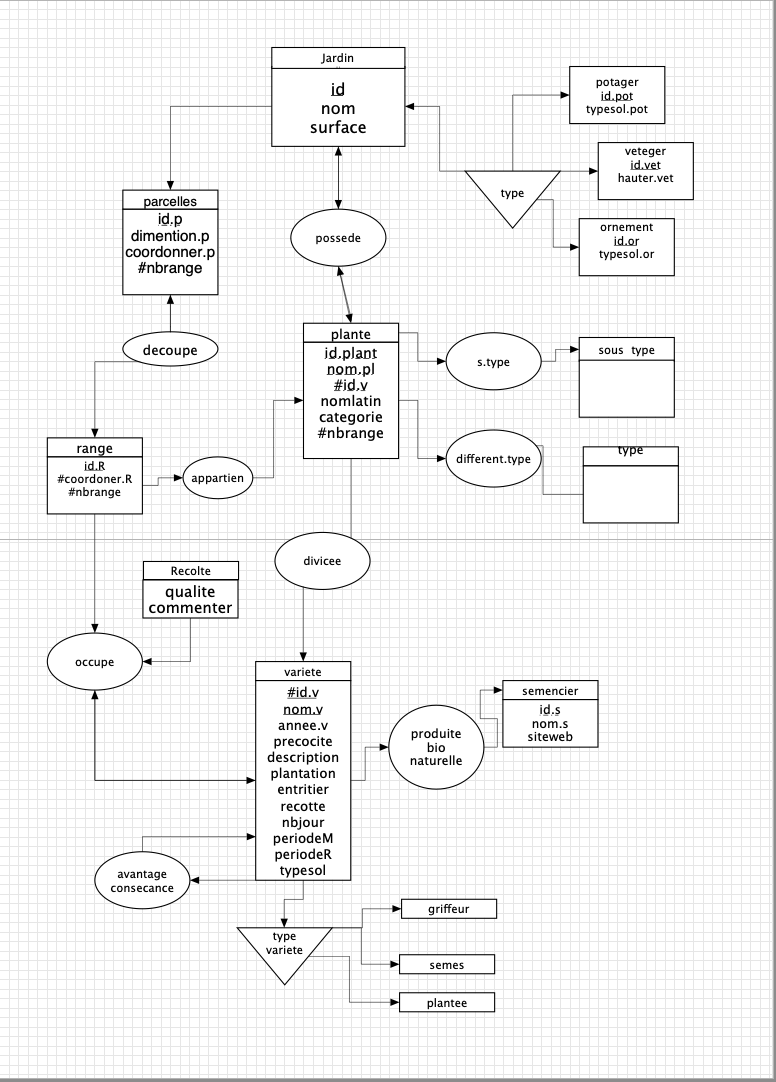 Jardin
id
nom
surface
potager
id.pot
typesol.pot
veteger
id.vet
hauter.vet
type
ornement
id.or
typesol.or
parcelles
id.p
dimention.p
coordonner.p
#nbrange
possede
decoupe
plante
id.plant
nom.pl
#id.v
nomlatin
categorie
#nbrange
s.type
sous type
range
id.R
#coordoner.R
#nbrange
appartien
different.type
type
divicee
Recolte
qualite
commenter
occupe
variete
#id.v
nom.v
annee.v
precocite
description
plantation
entritier
recotte
nbjour
periodeM
periodeR
typesol
produite
bio
naturelle
semencier
id.s
nom.s
siteweb
avantage
consecance
type
variete
griffeur
semes
plantee